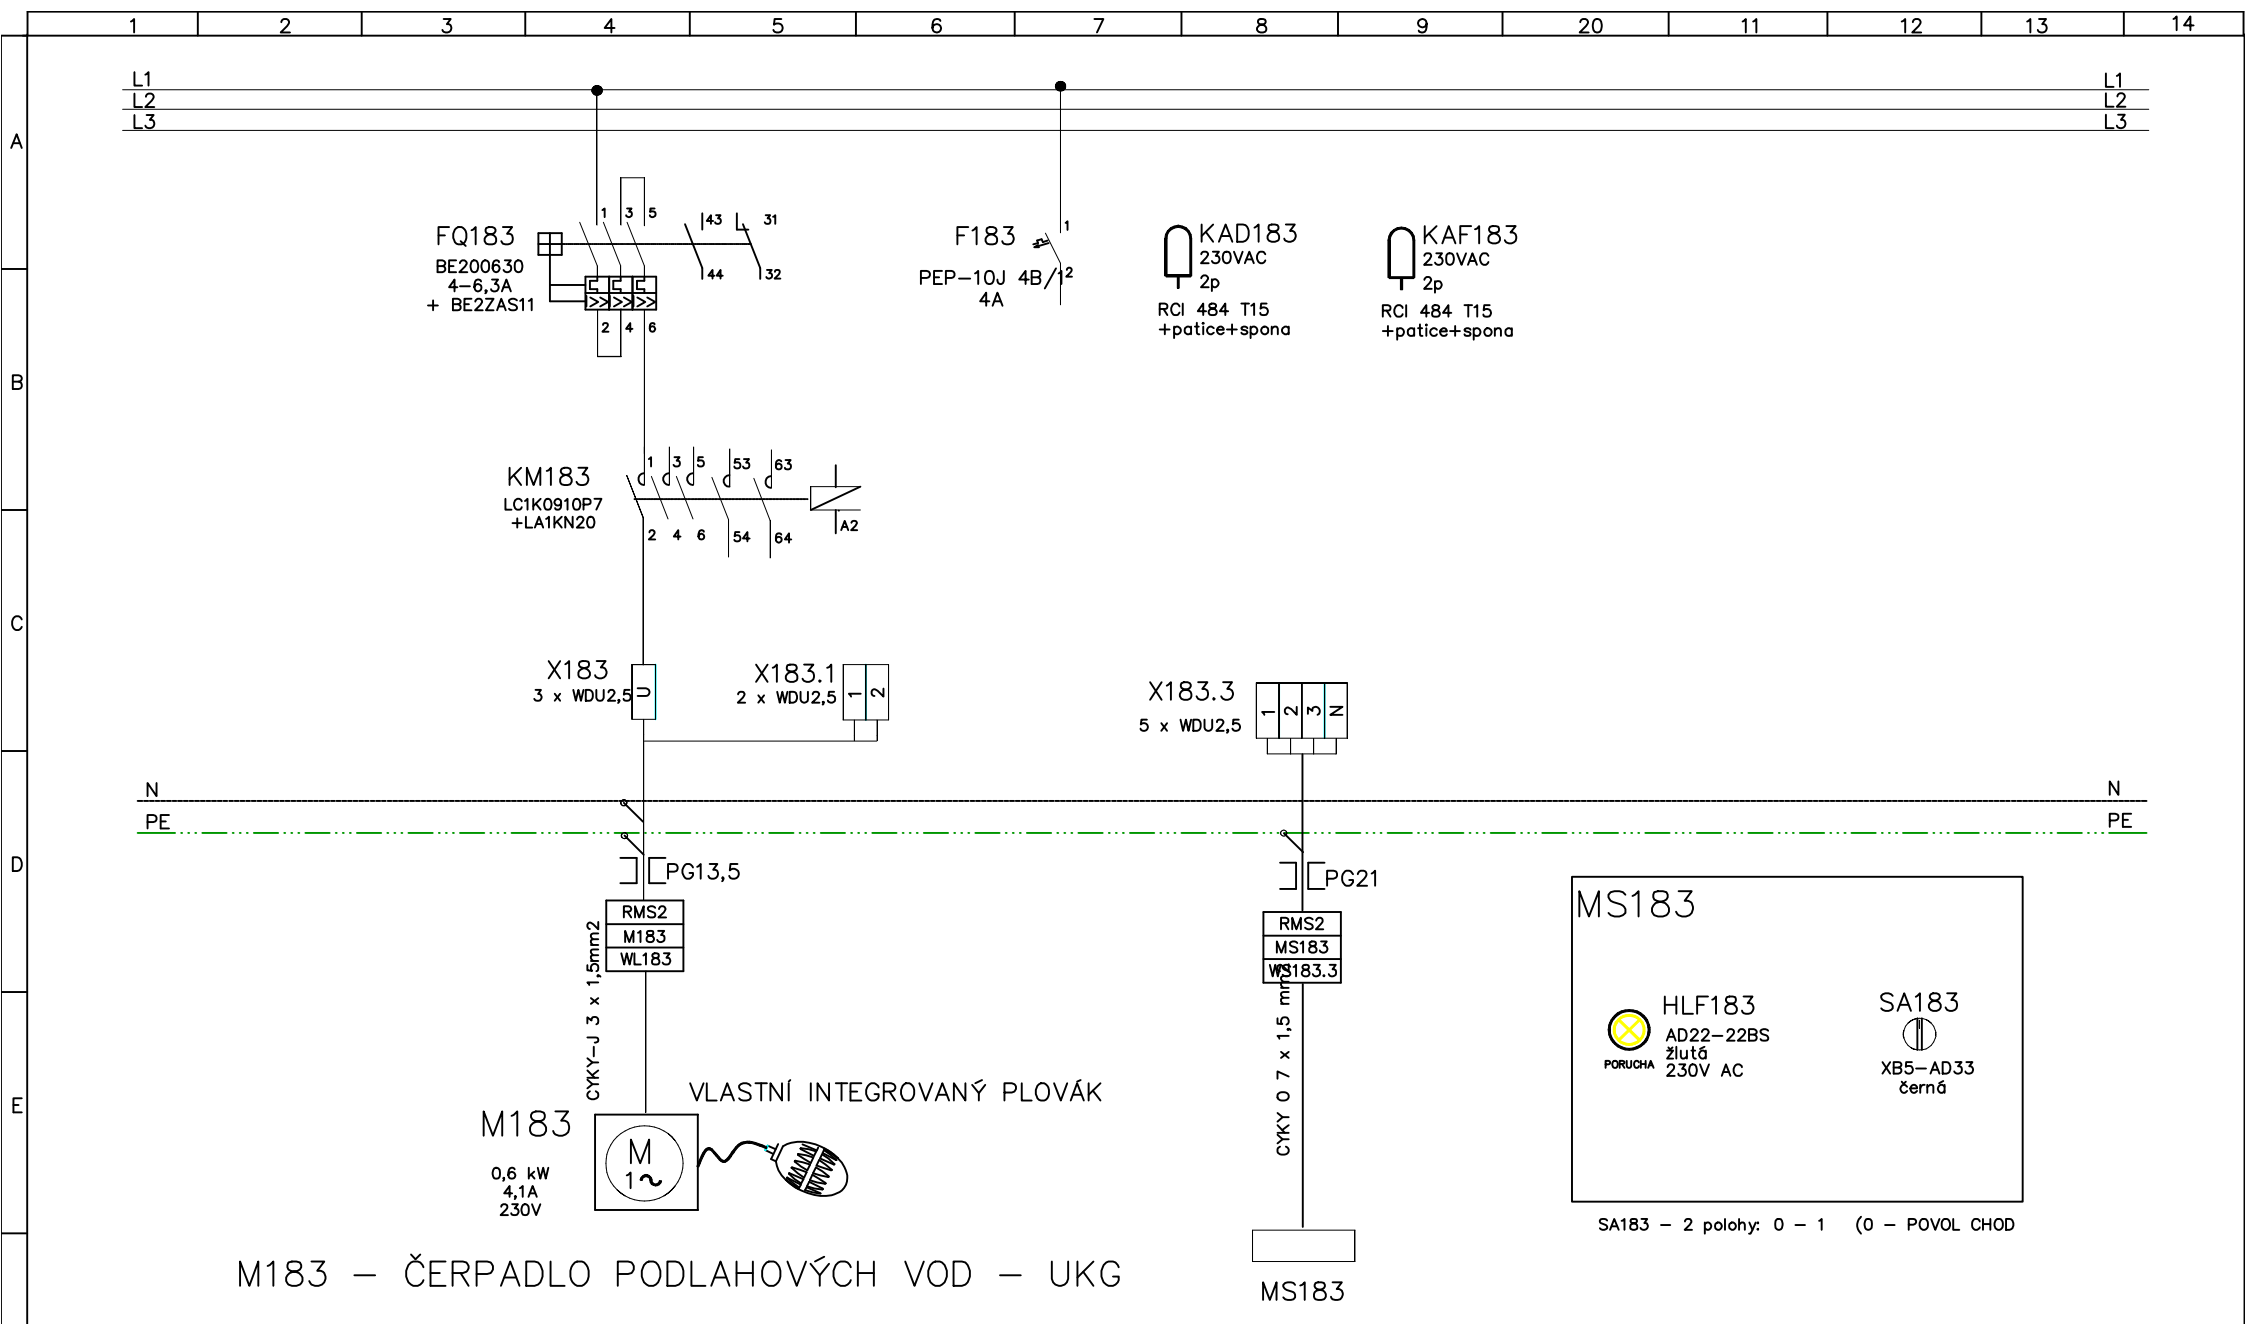 1 2 3 4 5 6 7 8 9 20 11 12 13 14
L1 L1
L2 L2
L3 L3
A
B
C
D
E
FQ183
BE200630
4-6,3A
+ BE2ZAS11
1 3 5
43 31
44 32
2 4 6
F183
PEP-10J 4B/1
4A
1
2
KAD183
230VAC
2p
RCI 484 T15
+patice+spona
KAF183
230VAC
2p
RCI 484 T15
+patice+spona
KM183
LC1K0910P7
+LA1KN20
1 3 5 53 63
2 4 6 54 64
A2
X183
3 x WDU2,5
U
X183.1
2 x WDU2,5
1 2
X183.3
5 x WDU2,5
1 2 3 N
N N
PE PE
PG13,5
RMS2
M183
WL183
CYKY-J 3 x 1,5mm2
PG21
RMS2
MS183
WS183.3
CYKY O 7 x 1,5 mm2
VLASTNÍ INTEGROVANÝ PLOVÁK
M183
0,6 kW
4,1A
230V
M
1~
MS183
MS183
HLF183
AD22-22BS
žlutá
230V AC
PORUCHA
SA183
XB5-AD33
černá
SA183 - 2 polohy: 0 - 1 (0 - POVOL CHOD
M183 - ČERPADLO PODLAHOVÝCH VOD - UKG